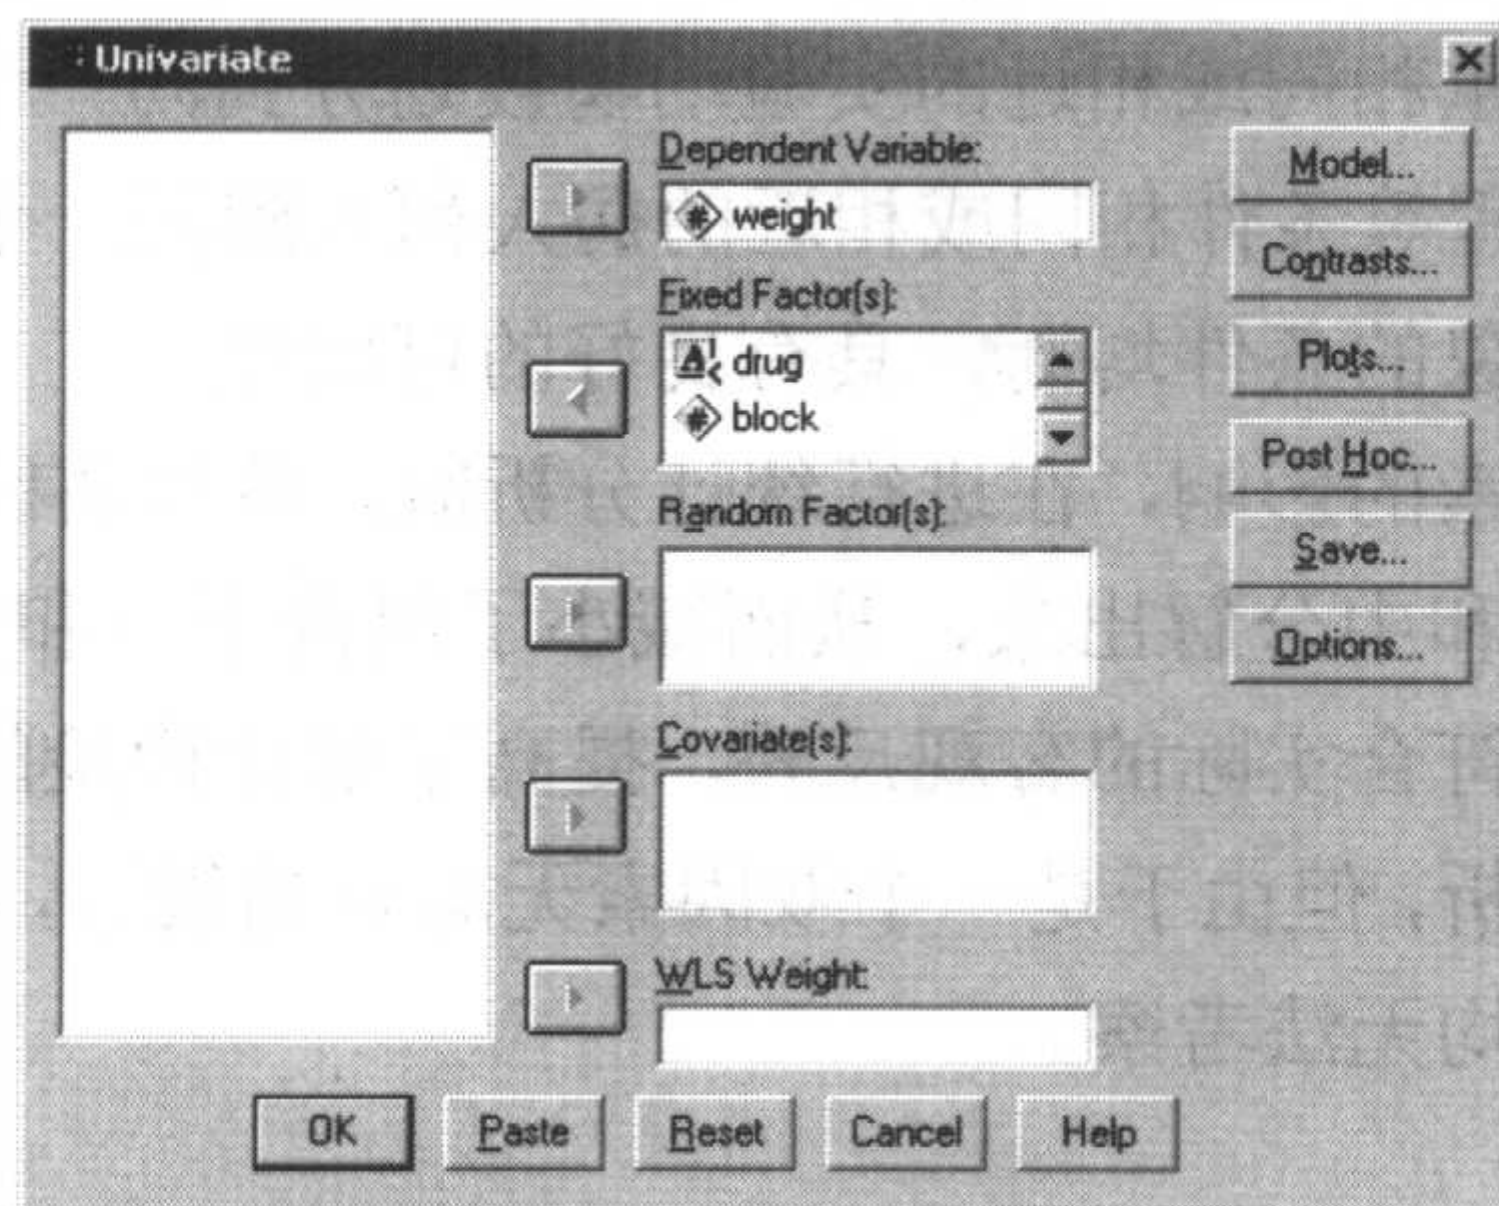 Univariate
Dependent Variable:
weight
Fixed Factor(s):
drug
block
Random Factor(s):
Covariate(s):
WLS Weight:
Model...
Contrasts...
Plots...
Post Hoc...
Save...
Options...
OK Paste Reset Cancel Help